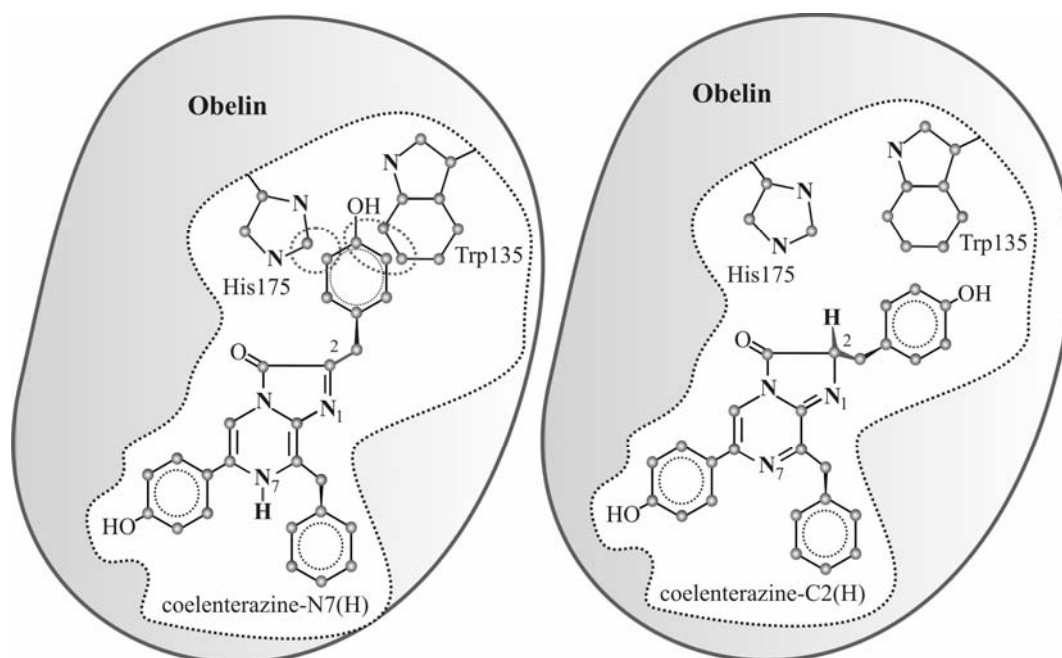 Obelin
N
N
OH
His175
Trp135
N
O
2
N
N1
N7
H
HO
coelenterazine-N7(H)
Obelin
N
N
N
His175
Trp135
OH
H
2
O
N
N1
N7
HO
coelenterazine-C2(H)